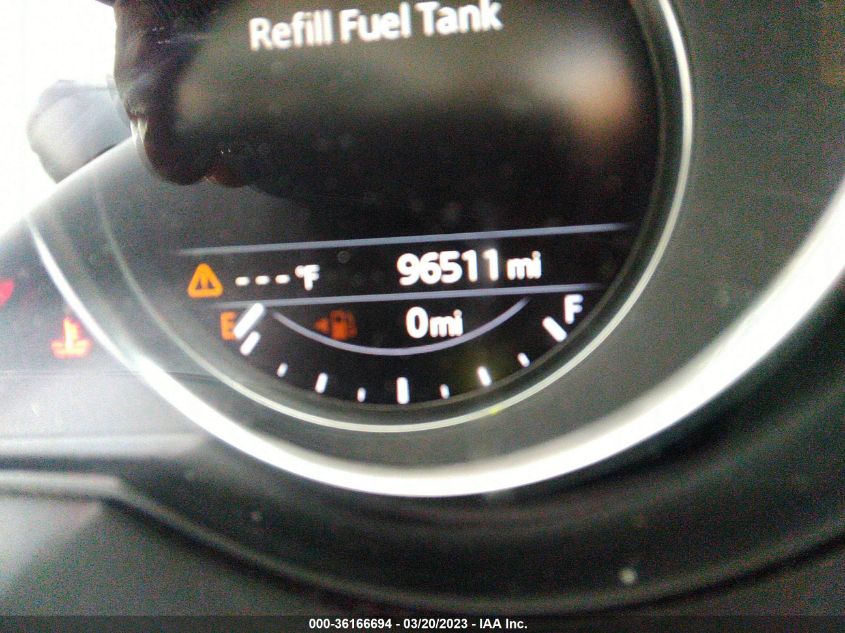 Refill Fuel Tank
---°F 96511 mi
E 0mi F
000-36166694 - 03/20/2023 - IAA Inc.